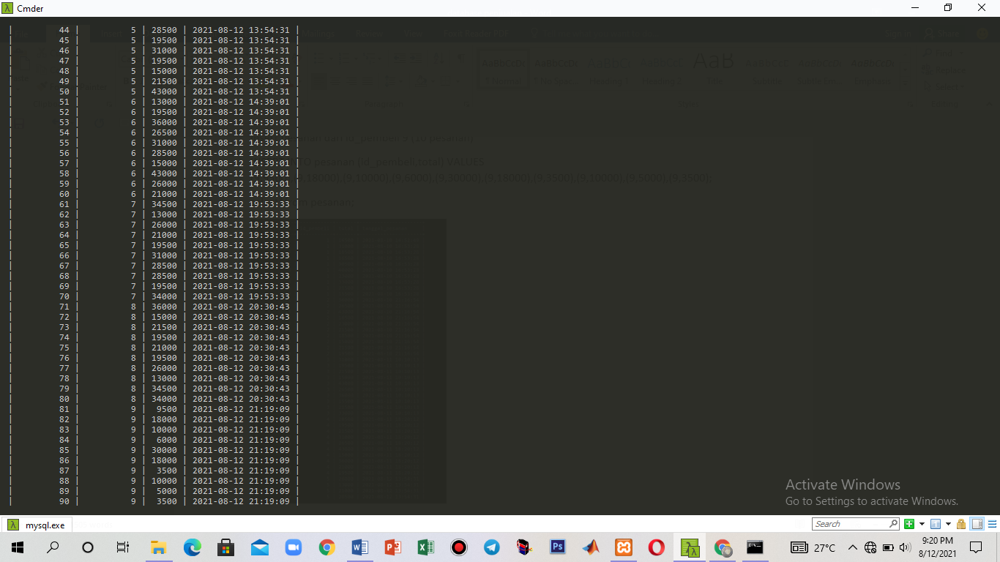 Cmder
| 44 | 5 | 28500 | 2021-08-12 13:54:31 |
| 45 | 5 | 19500 | 2021-08-12 13:54:31 |
| 46 | 5 | 31000 | 2021-08-12 13:54:31 |
| 47 | 5 | 19500 | 2021-08-12 13:54:31 |
| 48 | 5 | 15000 | 2021-08-12 13:54:31 |
| 49 | 5 | 21500 | 2021-08-12 13:54:31 |
| 50 | 5 | 43000 | 2021-08-12 13:54:31 |
| 51 | 6 | 13000 | 2021-08-12 14:39:01 |
| 52 | 6 | 19500 | 2021-08-12 14:39:01 |
| 53 | 6 | 36000 | 2021-08-12 14:39:01 |
| 54 | 6 | 26500 | 2021-08-12 14:39:01 |
| 55 | 6 | 31000 | 2021-08-12 14:39:01 |
| 56 | 6 | 28500 | 2021-08-12 14:39:01 |
| 57 | 6 | 15000 | 2021-08-12 14:39:01 |
| 58 | 6 | 43000 | 2021-08-12 14:39:01 |
| 59 | 6 | 26000 | 2021-08-12 14:39:01 |
| 60 | 6 | 21000 | 2021-08-12 14:39:01 |
| 61 | 7 | 34500 | 2021-08-12 19:53:33 |
| 62 | 7 | 13000 | 2021-08-12 19:53:33 |
| 63 | 7 | 26000 | 2021-08-12 19:53:33 |
| 64 | 7 | 21000 | 2021-08-12 19:53:33 |
| 65 | 7 | 19500 | 2021-08-12 19:53:33 |
| 66 | 7 | 31000 | 2021-08-12 19:53:33 |
| 67 | 7 | 28500 | 2021-08-12 19:53:33 |
| 68 | 7 | 28500 | 2021-08-12 19:53:33 |
| 69 | 7 | 19500 | 2021-08-12 19:53:33 |
| 70 | 7 | 34000 | 2021-08-12 19:53:33 |
| 71 | 8 | 36000 | 2021-08-12 20:30:43 |
| 72 | 8 | 15000 | 2021-08-12 20:30:43 |
| 73 | 8 | 21500 | 2021-08-12 20:30:43 |
| 74 | 8 | 19500 | 2021-08-12 20:30:43 |
| 75 | 8 | 21000 | 2021-08-12 20:30:43 |
| 76 | 8 | 19500 | 2021-08-12 20:30:43 |
| 77 | 8 | 26000 | 2021-08-12 20:30:43 |
| 78 | 8 | 13000 | 2021-08-12 20:30:43 |
| 79 | 8 | 34500 | 2021-08-12 20:30:43 |
| 80 | 8 | 34000 | 2021-08-12 20:30:43 |
| 81 | 9 | 9500 | 2021-08-12 21:19:09 |
| 82 | 9 | 18000 | 2021-08-12 21:19:09 |
| 83 | 9 | 10000 | 2021-08-12 21:19:09 |
| 84 | 9 | 6000 | 2021-08-12 21:19:09 |
| 85 | 9 | 30000 | 2021-08-12 21:19:09 |
| 86 | 9 | 18000 | 2021-08-12 21:19:09 |
| 87 | 9 | 3500 | 2021-08-12 21:19:09 |
| 88 | 9 | 10000 | 2021-08-12 21:19:09 |
| 89 | 9 | 5000 | 2021-08-12 21:19:09 |
| 90 | 9 | 3500 | 2021-08-12 21:19:09 |
Activate Windows
Go to Settings to activate Windows.
mysql.exe
Search
27°C
9:20 PM
8/12/2021